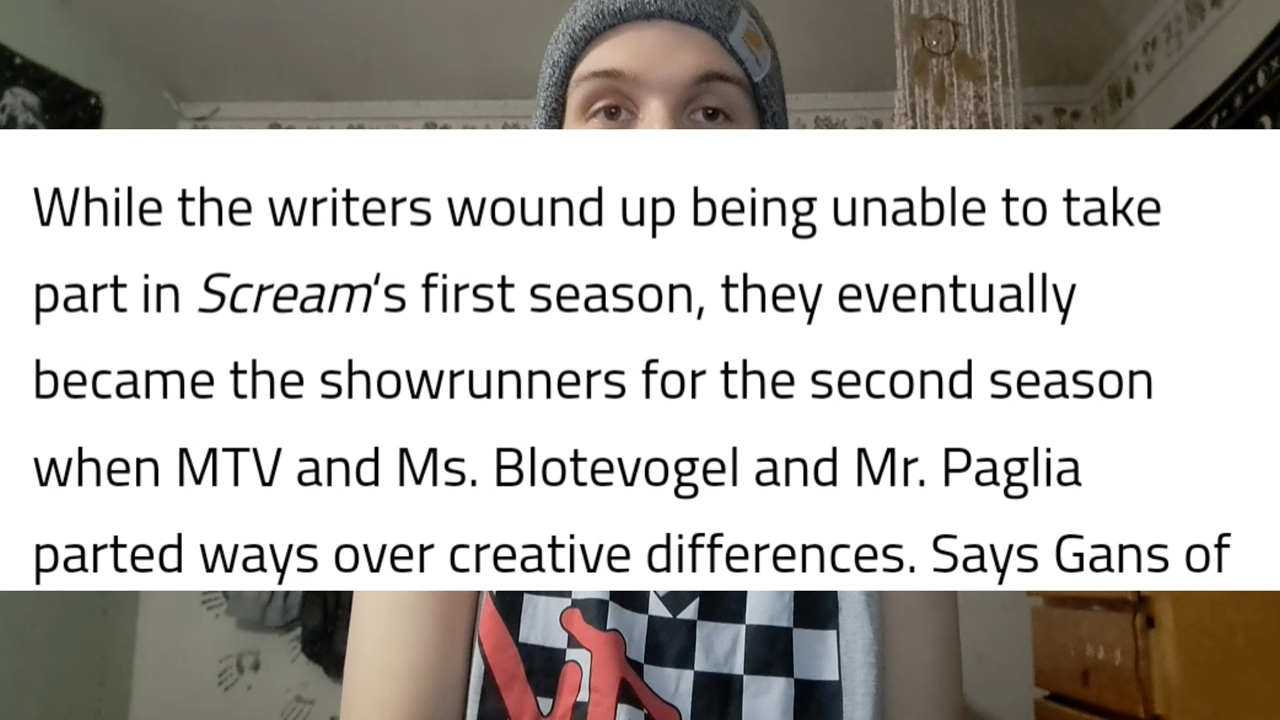 While the writers wound up being unable to take
part in Scream‘s first season, they eventually
became the showrunners for the second season
when MTV and Ms. Blotevogel and Mr. Paglia
parted ways over creative differences. Says Gans of